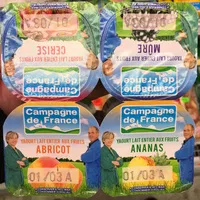 01/03A
CERISE
YAOURT LAIT ENTIER AUX FRUITS
Campagne
de France
MÛRE
YAOURT LAIT ENTIER AUX FRUITS
Campagne
de France
Campagne
de France
YAOURT LAIT ENTIER AUX FRUITS
ABRICOT
01/03 A
Campagne
de France
YAOURT LAIT ENTIER AUX FRUITS
ANANAS
01/03 A